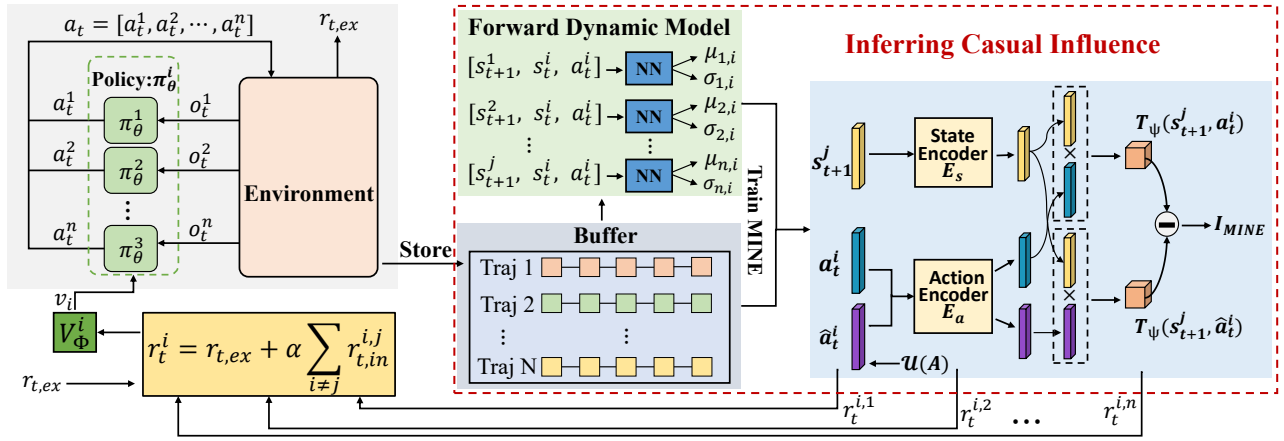 a_t = [a_t^1, a_t^2, ⋯, a_t^n]
r_{t,ex}
Policy:π_θ^i
a_t^1
π_θ^1
o_t^1
a_t^2
π_θ^2
o_t^2
⋮
a_t^n
π_θ^3
o_t^n
Environment
v_i
V_Φ^i
r_{t,ex}
r_t^i = r_{t,ex} + α ∑_{i≠j} r_{t,in}^{i,j}
Store
Forward Dynamic Model
[s_{t+1}^1, s_t^i, a_t^i]
NN
μ_{1,i}
σ_{1,i}
[s_{t+1}^2, s_t^i, a_t^i]
NN
μ_{2,i}
σ_{2,i}
⋮ ⋮
[s_{t+1}^j, s_t^i, a_t^i]
NN
μ_{n,i}
σ_{n,i}
Buffer
Traj 1
Traj 2
⋮ ⋮
Traj N
Train MINE
Inferring Casual Influence
s_{t+1}^j
State
Encoder
E_s
a_t^i
â_t^i
Action
Encoder
E_a
𝒰(A)
×
×
T_ψ(s_{t+1}^j, a_t^i)
T_ψ(s_{t+1}^j, â_t^i)
−
I_{MINE}
r_t^{i,1}
r_t^{i,2}
⋯
r_t^{i,n}